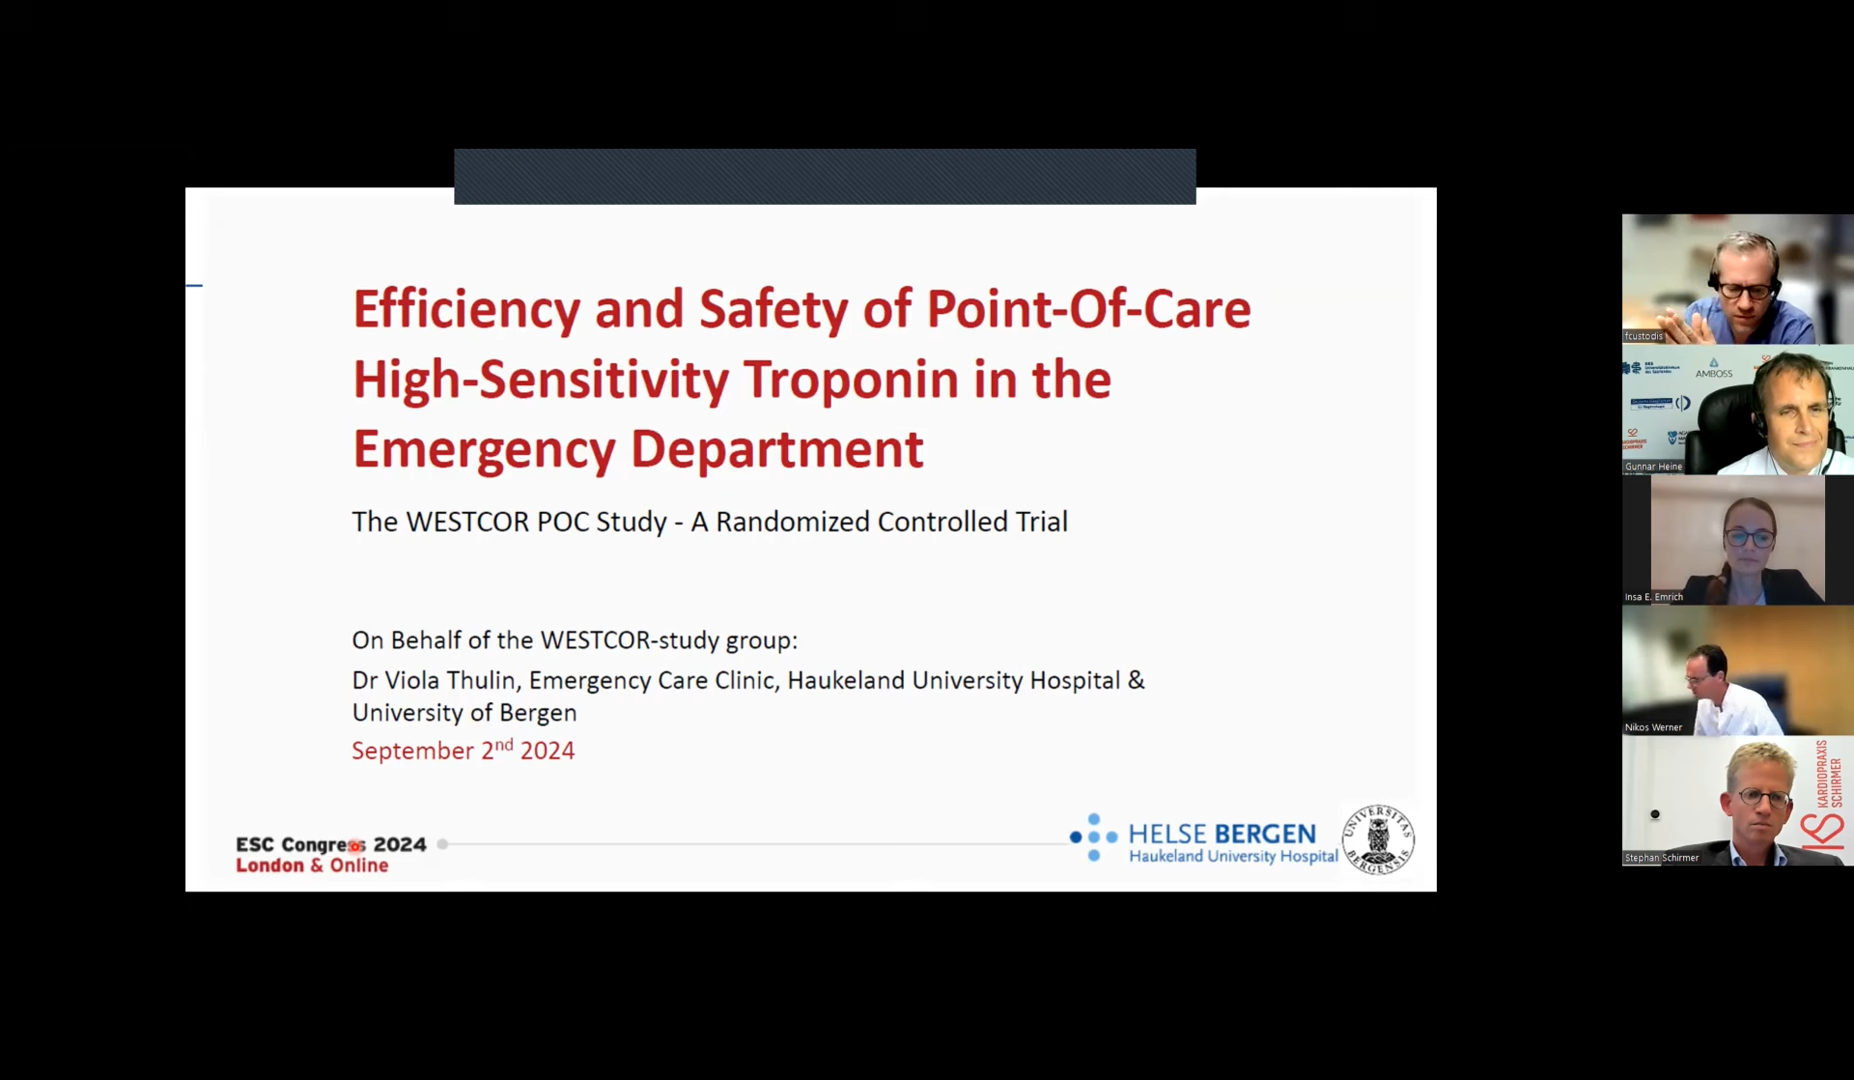 Efficiency and Safety of Point-Of-Care
High-Sensitivity Troponin in the
Emergency Department
The WESTCOR POC Study - A Randomized Controlled Trial
On Behalf of the WESTCOR-study group:
Dr Viola Thulin, Emergency Care Clinic, Haukeland University Hospital &
University of Bergen
September 2nd 2024
ESC Congress 2024
London & Online
HELSE BERGEN
Haukeland University Hospital
UNIVERSITAS
BERGENSIS
fcustodis
AMBOSS
Gunnar Heine
Insa E. Emrich
Nikos Werner
KARDIOPRAXIS
SCHIRMER
Stephan Schirmer